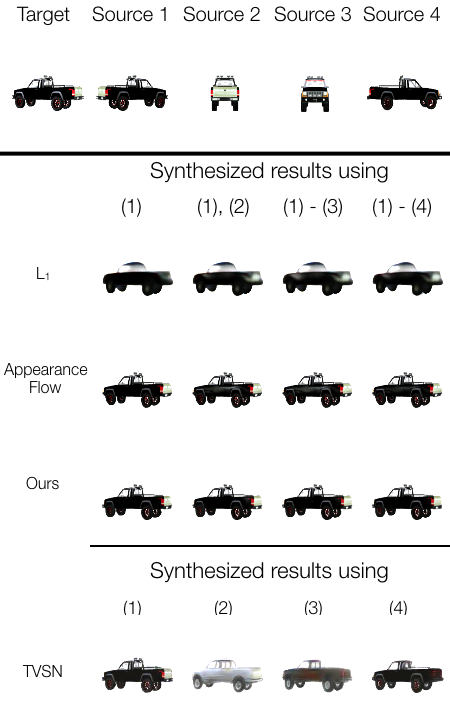 Target Source 1 Source 2 Source 3 Source 4
Synthesized results using
(1) (1), (2) (1) - (3) (1) - (4)
L₁
Appearance
Flow
Ours
Synthesized results using
(1) (2) (3) (4)
TVSN